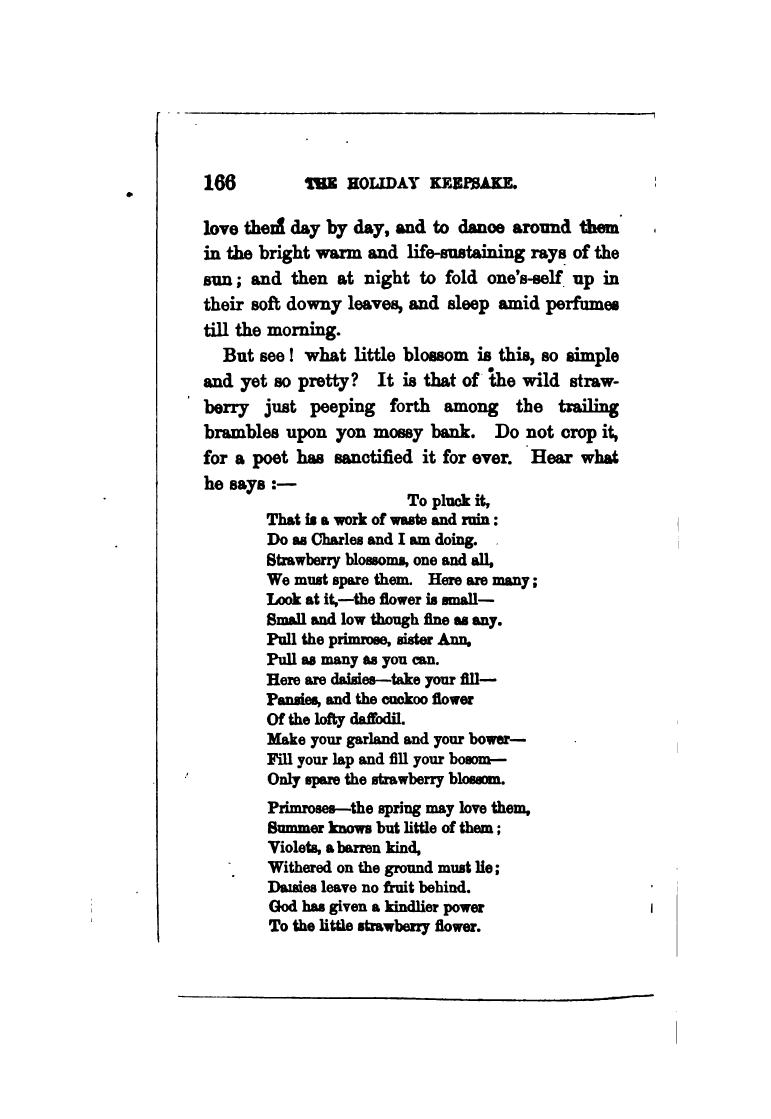 166 THE HOLIDAY KEEPSAKE.
love them day by day, and to dance around them
in the bright warm and life-sustaining rays of the
sun; and then at night to fold one's-self up in
their soft downy leaves, and sleep amid perfumes
till the morning.
But see! what little blossom is this, so simple
and yet so pretty? It is that of the wild straw-
berry just peeping forth among the trailing
brambles upon yon mossy bank. Do not crop it,
for a poet has sanctified it for ever. Hear what
he says :—
To pluck it,
That is a work of waste and ruin :
Do as Charles and I am doing.
Strawberry blossoms, one and all,
We must spare them. Here are many;
Look at it,—the flower is small—
Small and low though fine as any.
Pull the primrose, sister Ann,
Pull as many as you can.
Here are daisies—take your fill—
Pansies, and the cuckoo flower
Of the lofty daffodil.
Make your garland and your bower—
Fill your lap and fill your bosom—
Only spare the strawberry blossom.
Primroses—the spring may love them,
Summer knows but little of them;
Violets, a barren kind,
Withered on the ground must lie;
Daisies leave no fruit behind.
God has given a kindlier power
To the little strawberry flower.